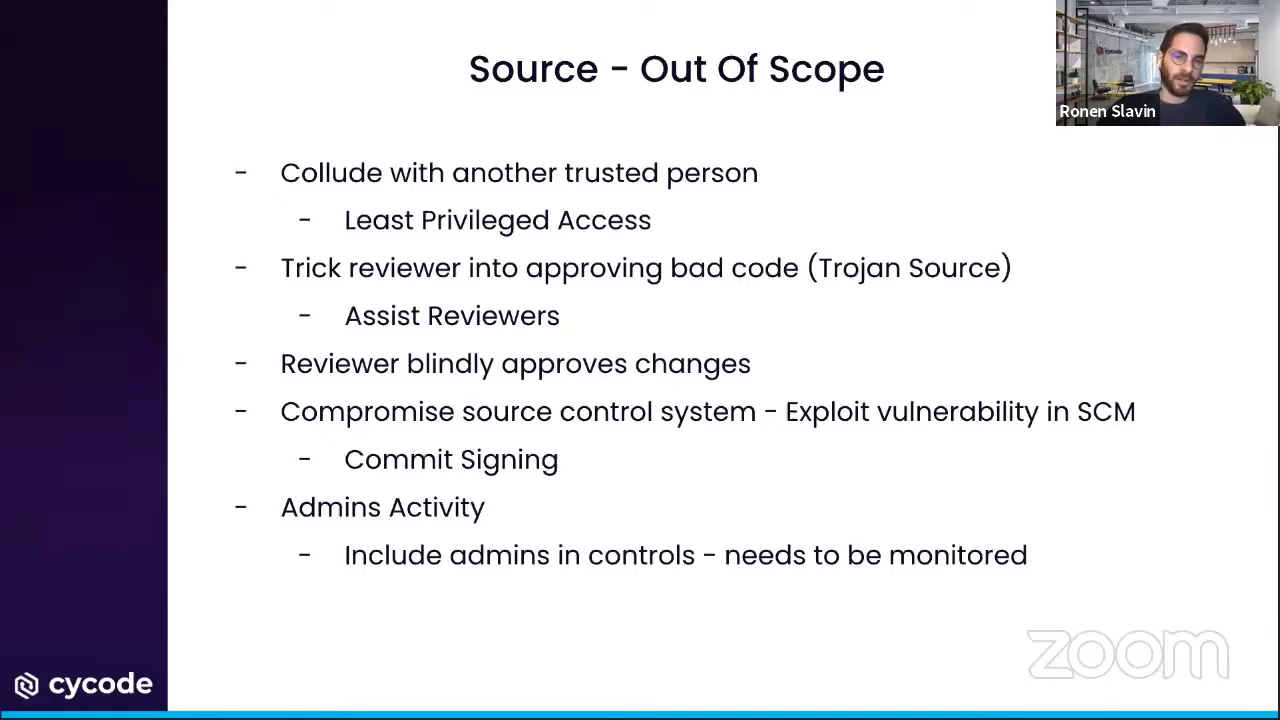 Source - Out Of Scope
Ronen Slavin
- Collude with another trusted person
- Least Privileged Access
- Trick reviewer into approving bad code (Trojan Source)
- Assist Reviewers
- Reviewer blindly approves changes
- Compromise source control system - Exploit vulnerability in SCM
- Commit Signing
- Admins Activity
- Include admins in controls - needs to be monitored
zoom
cycode
cycode